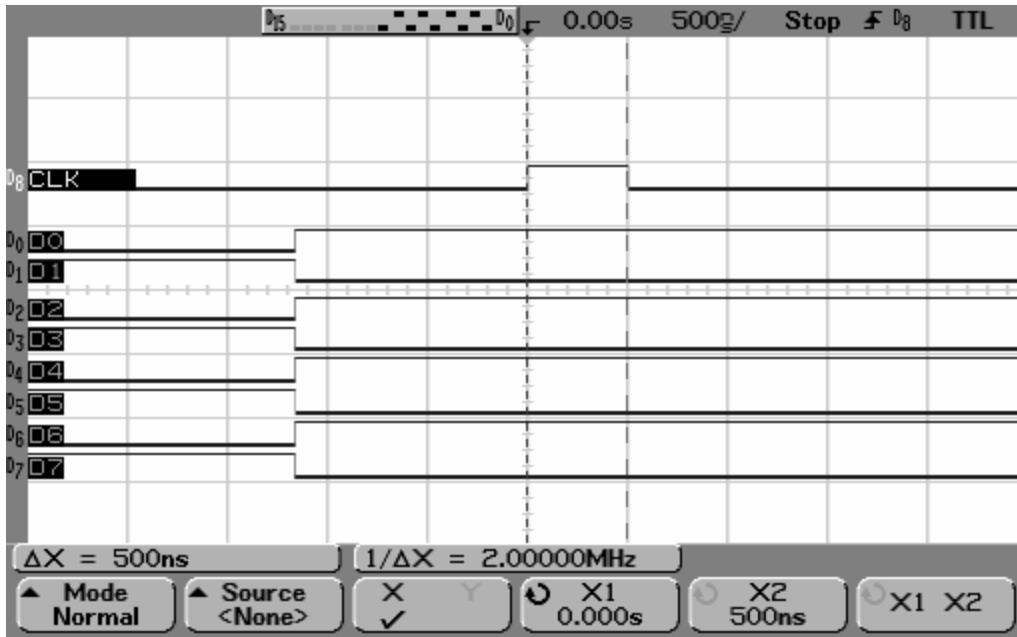 D15 D0 0.00s 500ns/ Stop D8 TTL
D8 CLK
D0 D0
D1 D1
D2 D2
D3 D3
D4 D4
D5 D5
D6 D6
D7 D7
ΔX = 500ns 1/ΔX = 2.00000MHz
Mode Source X Y X1 X2 X1 X2
Normal <None> ✓ 0.000s 500ns